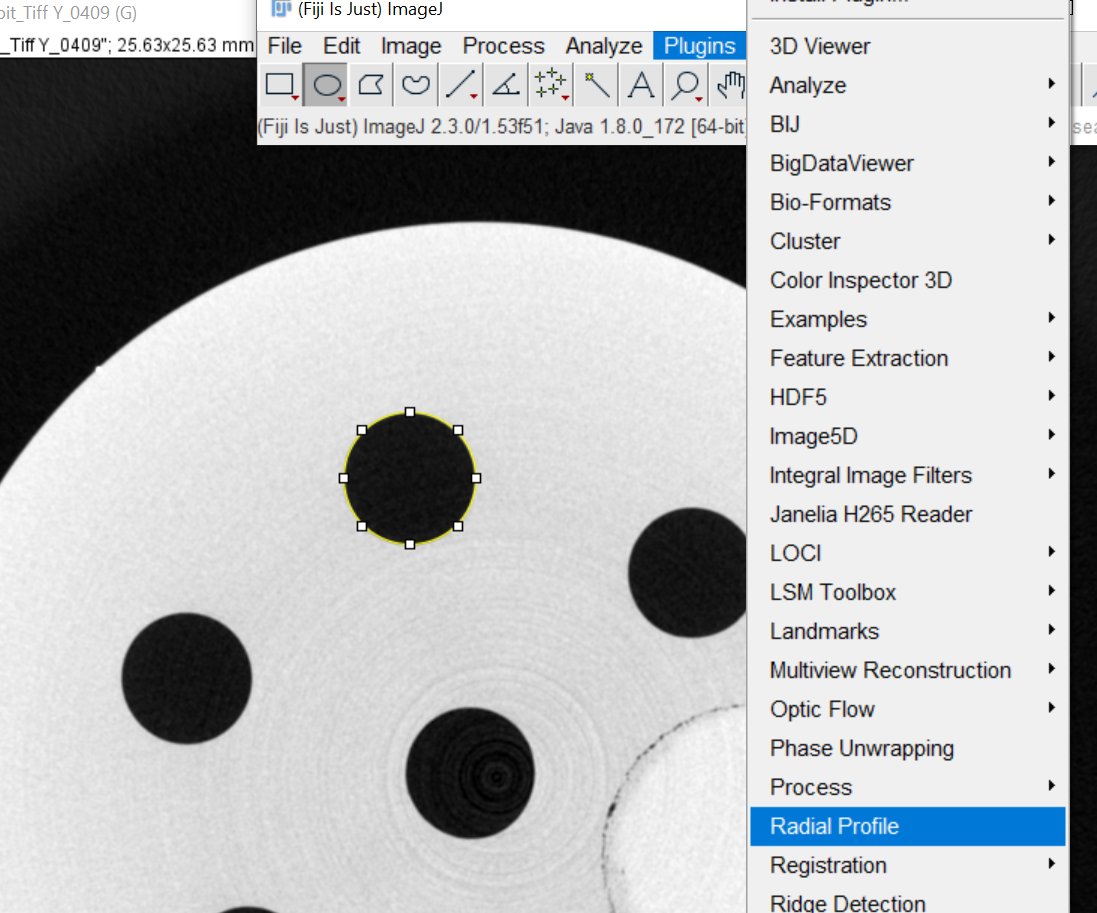 bit_Tiff Y_0409 (G)
_Tiff Y_0409"; 25.63x25.63 mm
(Fiji Is Just) ImageJ
File Edit Image Process Analyze Plugins
A
(Fiji Is Just) ImageJ 2.3.0/1.53f51; Java 1.8.0_172 [64-bit
sea
Install Plugin...
3D Viewer
Analyze
BIJ
BigDataViewer
Bio-Formats
Cluster
Color Inspector 3D
Examples
Feature Extraction
HDF5
Image5D
Integral Image Filters
Janelia H265 Reader
LOCI
LSM Toolbox
Landmarks
Multiview Reconstruction
Optic Flow
Phase Unwrapping
Process
Radial Profile
Registration
Ridge Detection